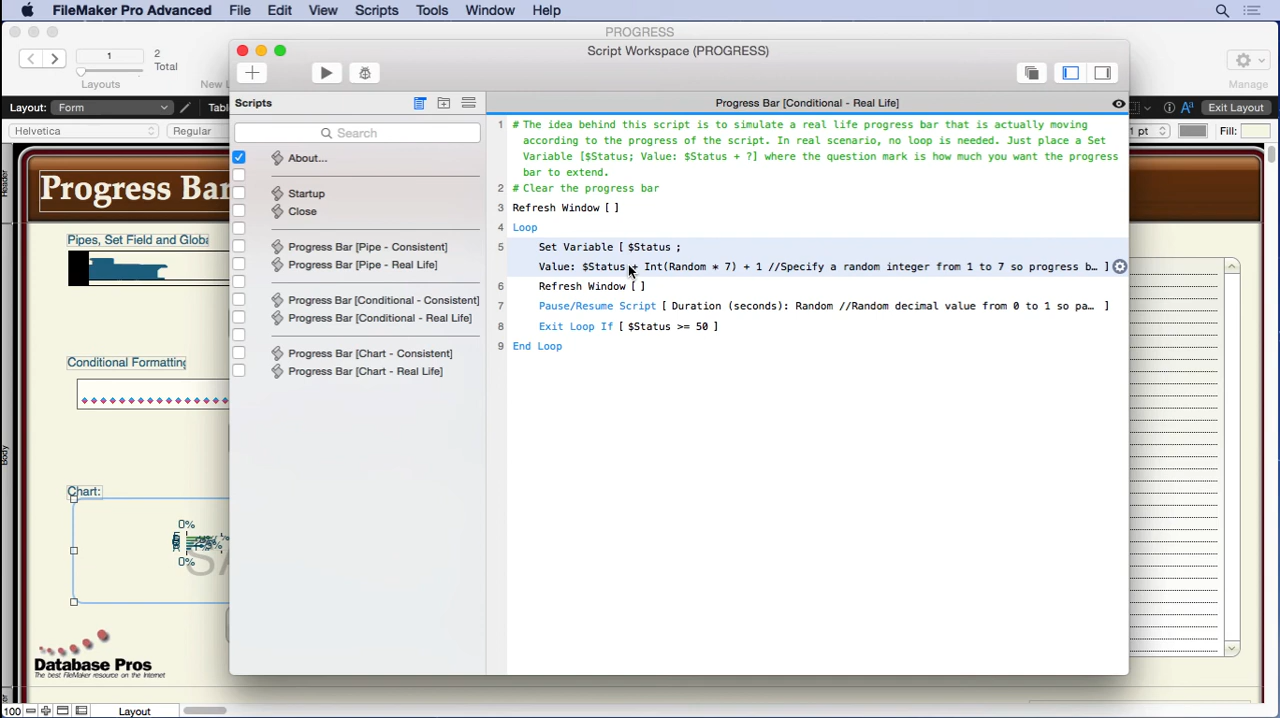 FileMaker Pro Advanced File Edit View Scripts Tools Window Help
PROGRESS
Script Workspace (PROGRESS)
1
2
Total
Layouts
New L
Manage
Layout: Form
Tabl
Exit Layout
Helvetica
Regular
1 pt
Fill:
Scripts
Progress Bar [Conditional - Real Life]
Search
About...
Startup
Close
Progress Bar [Pipe - Consistent]
Progress Bar [Pipe - Real Life]
Progress Bar [Conditional - Consistent]
Progress Bar [Conditional - Real Life]
Progress Bar [Chart - Consistent]
Progress Bar [Chart - Real Life]
1 # The idea behind this script is to simulate a real life progress bar that is actually moving
according to the progress of the script. In real scenario, no loop is needed. Just place a Set
Variable [$Status; Value: $Status + ?] where the question mark is how much you want the progress
bar to extend.
2 # Clear the progress bar
3 Refresh Window [ ]
4 Loop
5 Set Variable [ $Status ;
Value: $Status + Int(Random * 7) + 1 //Specify a random integer from 1 to 7 so progress b… ]
6 Refresh Window [ ]
7 Pause/Resume Script [ Duration (seconds): Random //Random decimal value from 0 to 1 so pa… ]
8 Exit Loop If [ $Status >= 50 ]
9 End Loop
Header
Progress Bar
Pipes, Set Field and Globa
Conditional Formatting
Body
Chart:
0%
0%
SA
DATABASE PROS
The best FileMaker resource on the Internet
100
Layout